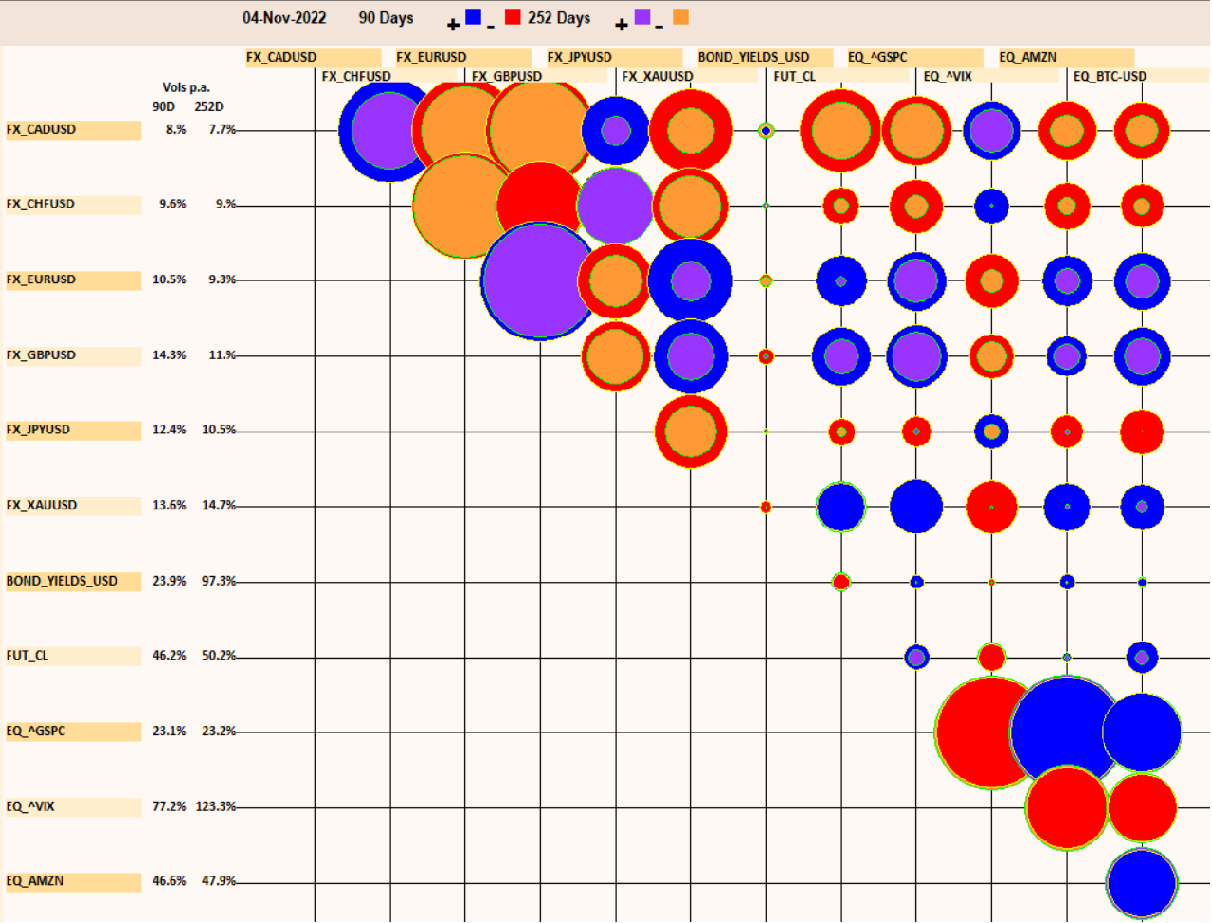 04-Nov-2022 90 Days + - 252 Days + -
FX_CADUSD FX_EURUSD FX_JPYUSD BOND_YIELDS_USD EQ_^GSPC EQ_AMZN
FX_CHFUSD FX_GBPUSD FX_XAUUSD FUT_CL EQ_^VIX EQ_BTC-USD
Vols p.a.
90D 252D
FX_CADUSD 8.% 7.7%
FX_CHFUSD 9.6% 9.%
FX_EURUSD 10.5% 9.3%
FX_GBPUSD 14.3% 11.%
FX_JPYUSD 12.4% 10.5%
FX_XAUUSD 13.6% 14.7%
BOND_YIELDS_USD 23.9% 97.3%
FUT_CL 46.2% 50.2%
EQ_^GSPC 23.1% 23.2%
EQ_^VIX 77.2% 123.3%
EQ_AMZN 46.6% 47.9%